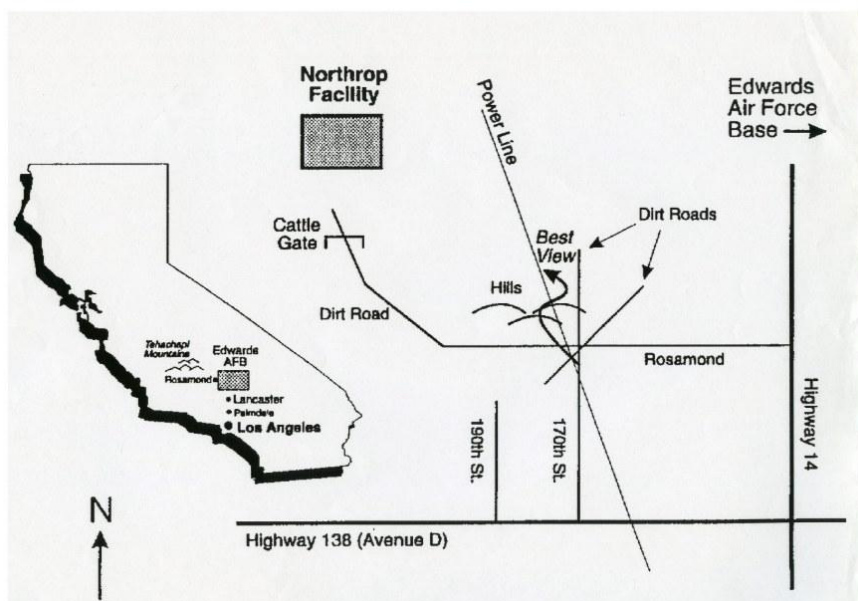 Northrop
Facility
Power Line
Edwards
Air Force
Base
Dirt Roads
Cattle
Gate
Best
View
Hills
Dirt Road
Rosamond
Tehachapi
Mountains
Edwards
AFB
Rosamond
Lancaster
Palmdale
Los Angeles
190th St.
170th St.
Highway 14
N
Highway 138 (Avenue D)